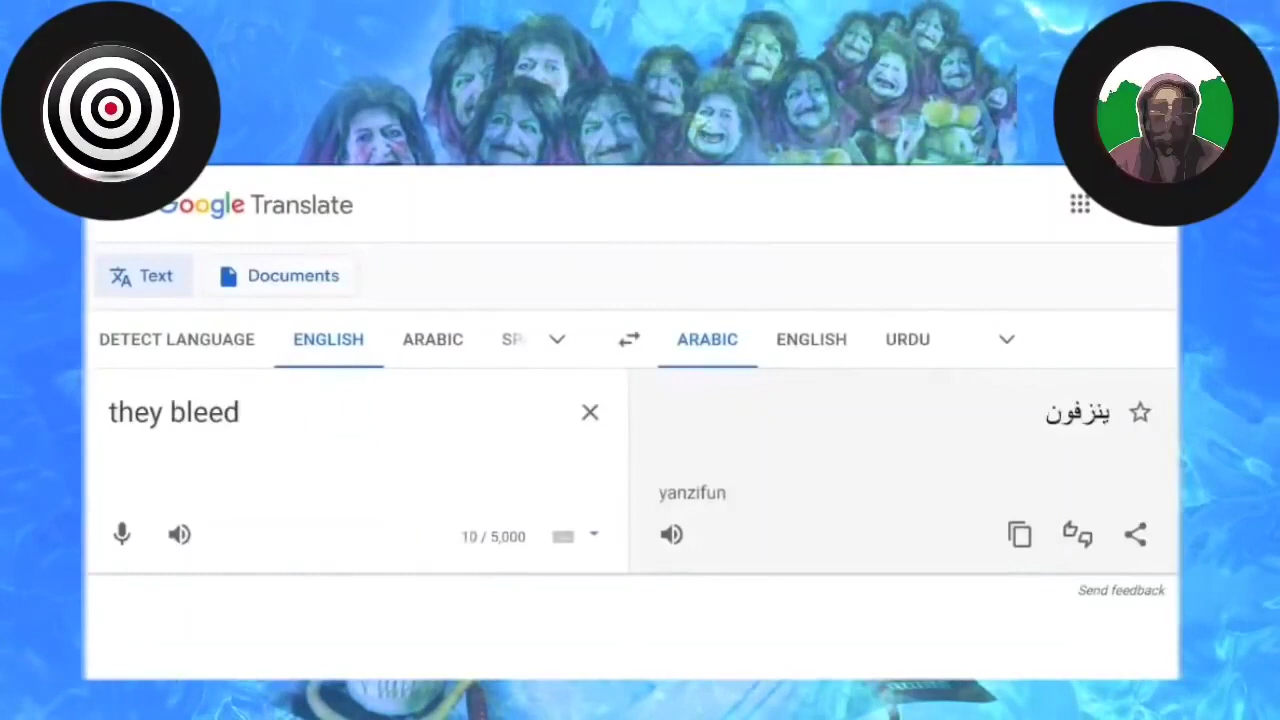 Google Translate
Text
Documents
DETECT LANGUAGE ENGLISH ARABIC
ARABIC ENGLISH URDU
they bleed
ينزفون
yanzifun
10 / 5,000
Send feedback